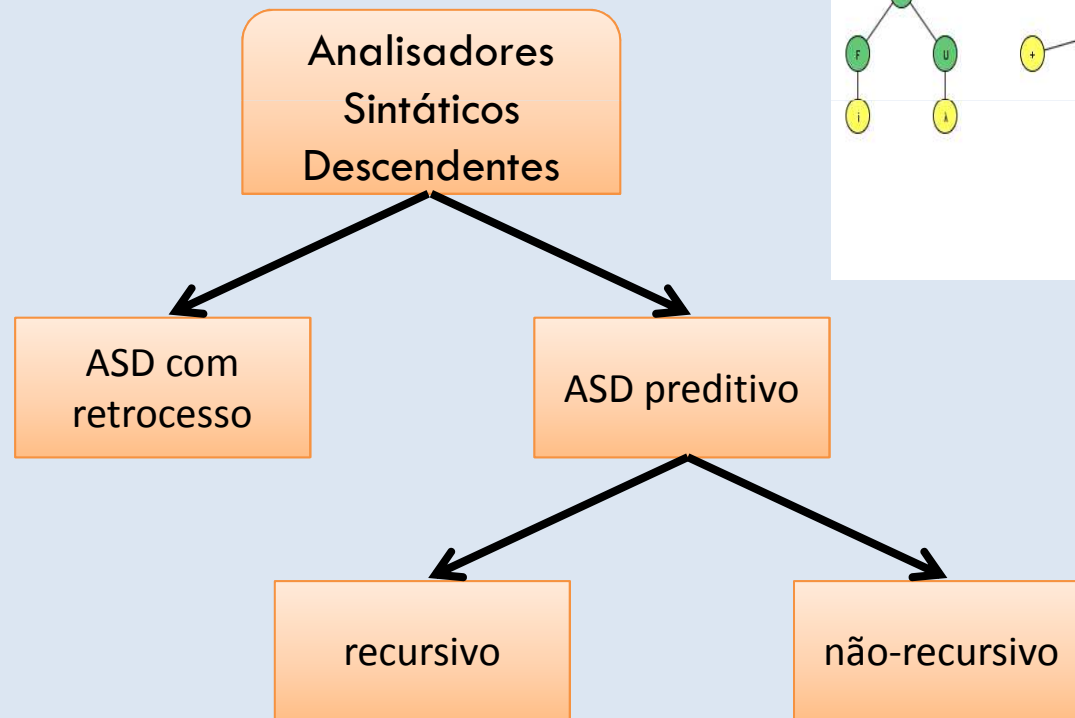 Analisadores
Sintáticos
Descendentes
F
U
+
i
λ
ASD com
retrocesso
ASD preditivo
recursivo
não-recursivo